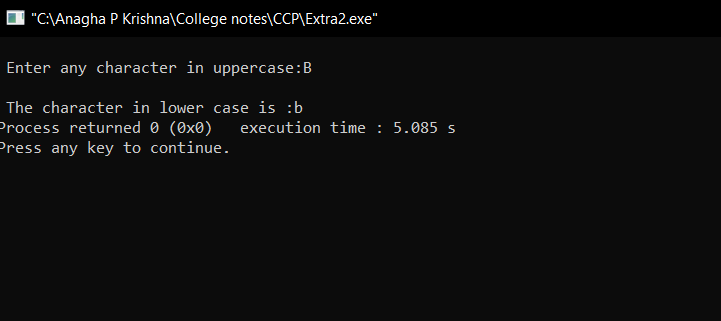 "C:\Anagha P Krishna\College notes\CCP\Extra2.exe"
Enter any character in uppercase:B
The character in lower case is :b
Process returned 0 (0x0)   execution time : 5.085 s
Press any key to continue.